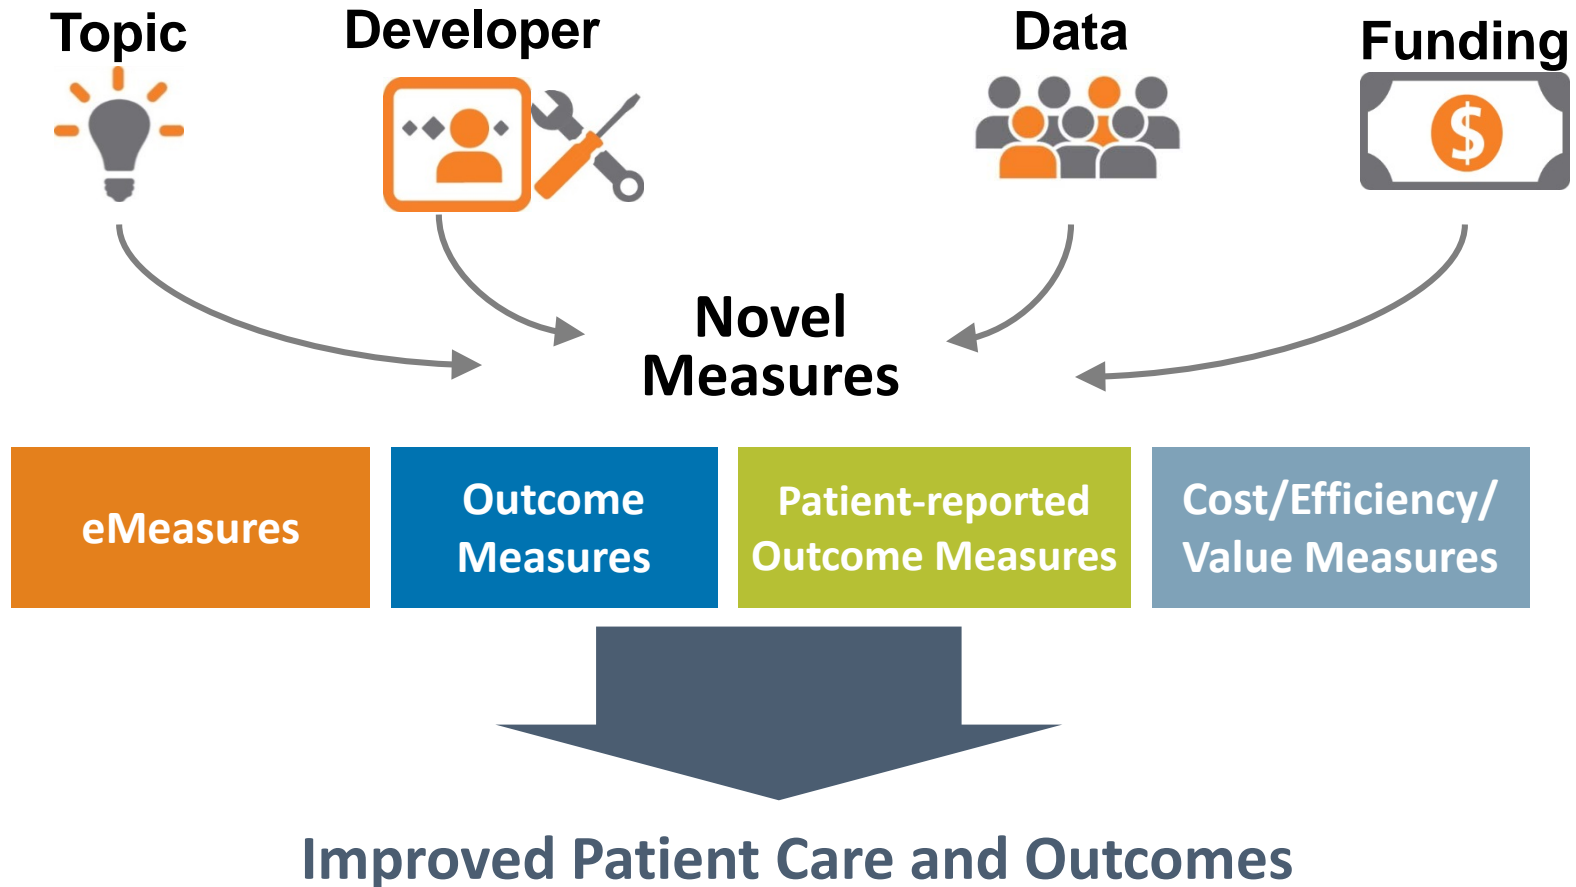 Topic
Developer
Data
Funding
$
Novel
Measures
eMeasures
Outcome
Measures
Patient-reported
Outcome Measures
Cost/Efficiency/
Value Measures
Improved Patient Care and Outcomes